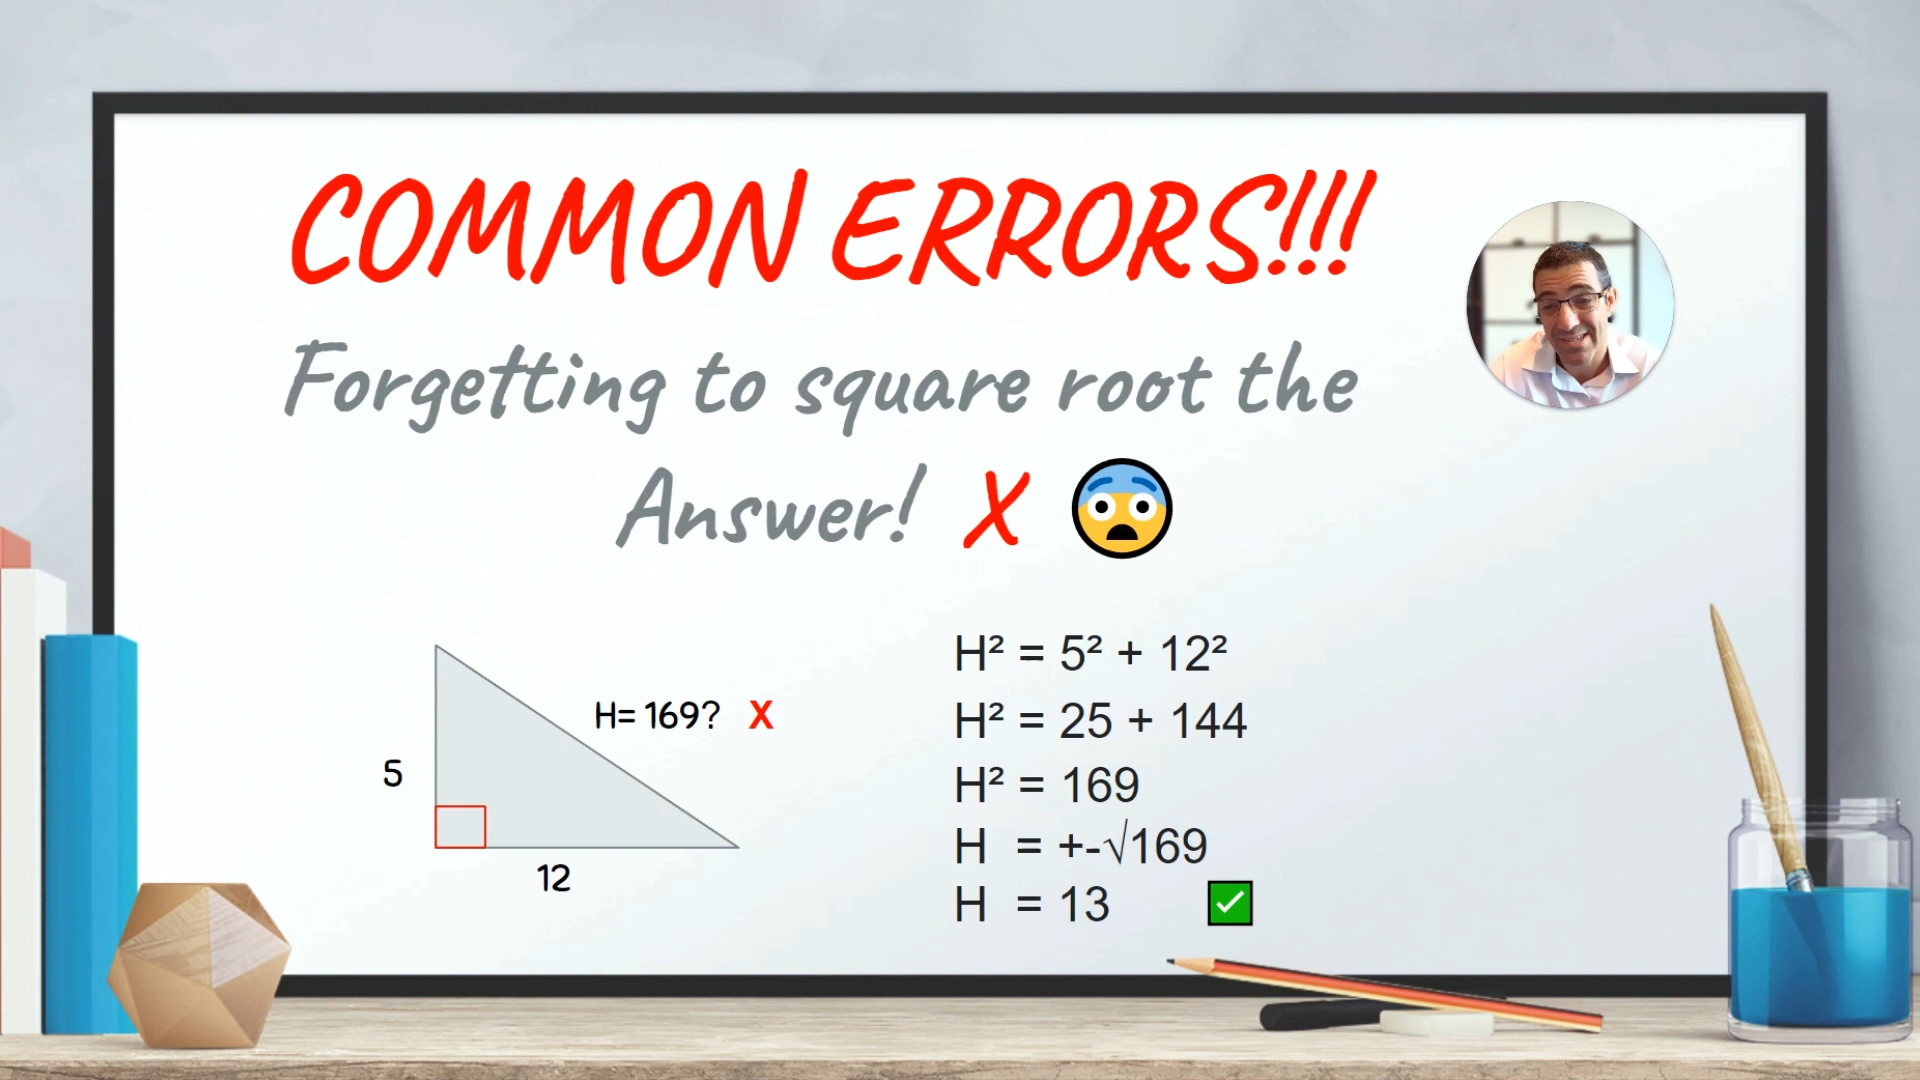 COMMON ERRORS!!!
Forgetting to square root the
Answer! X
H= 169? X
5
12
H² = 5² + 12²
H² = 25 + 144
H² = 169
H = +-√169
H = 13